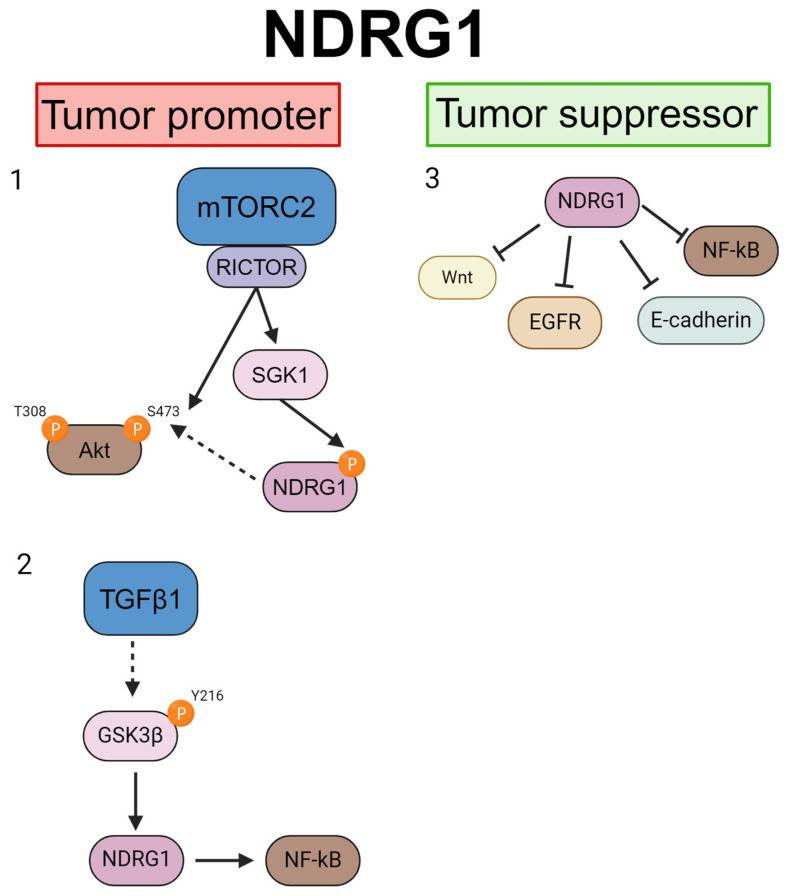 NDRG1
Tumor promoter
Tumor suppressor
1
mTORC2
RICTOR
SGK1
T308
P
P
S473
Akt
P
NDRG1
2
TGFβ1
Y216
P
GSK3β
NDRG1
NF-kB
3
NDRG1
NF-kB
Wnt
EGFR
E-cadherin